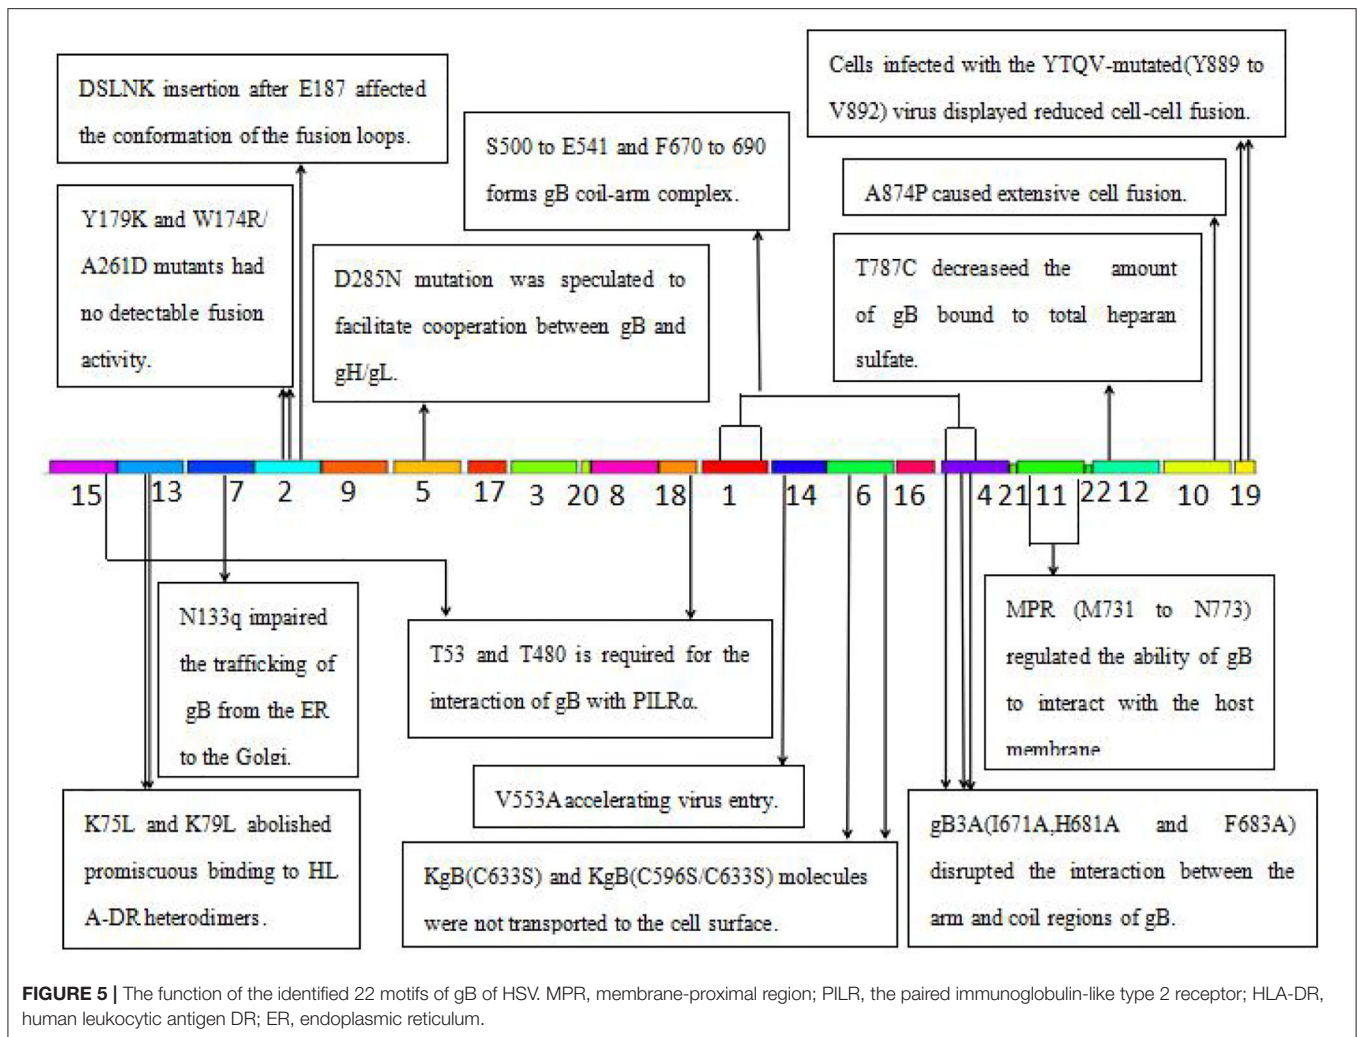 DSLNK insertion after E187 affected
the conformation of the fusion loops.
Y179K and W174R/
A261D mutants had
no detectable fusion
activity.
D285N mutation was speculated to
facilitate cooperation between gB and
gH/gL.
S500 to E541 and F670 to 690
forms gB coil-arm complex.
Cells infected with the YTQV-mutated(Y889 to
V892) virus displayed reduced cell-cell fusion.
A874P caused extensive cell fusion.
T787C decreaseed the amount
of gB bound to total heparan
sulfate.
15 13 7 2 9 5 17 3 20 8 18 1 14 6 16 4 21 11 22 12 10 19
N133q impaired
the trafficking of
gB from the ER
to the Golgi.
K75L and K79L abolished
promiscuous binding to HL
A-DR heterodimers.
T53 and T480 is required for the
interaction of gB with PILRα.
V553A accelerating virus entry.
KgB(C633S) and KgB(C596S/C633S) molecules
were not transported to the cell surface.
MPR (M731 to N773)
regulated the ability of gB
to interact with the host
membrane
gB3A(I671A,H681A and F683A)
disrupted the interaction between the
arm and coil regions of gB.
FIGURE 5 | The function of the identified 22 motifs of gB of HSV. MPR, membrane-proximal region; PILR, the paired immunoglobulin-like type 2 receptor; HLA-DR,
human leukocytic antigen DR; ER, endoplasmic reticulum.